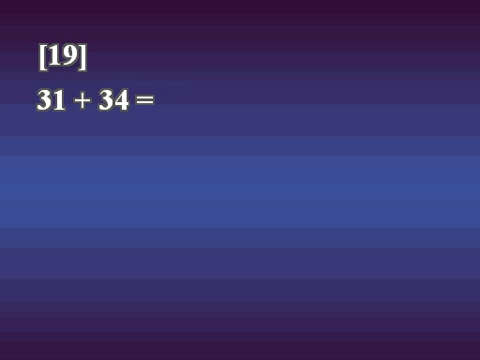 [19]
31 + 34 =